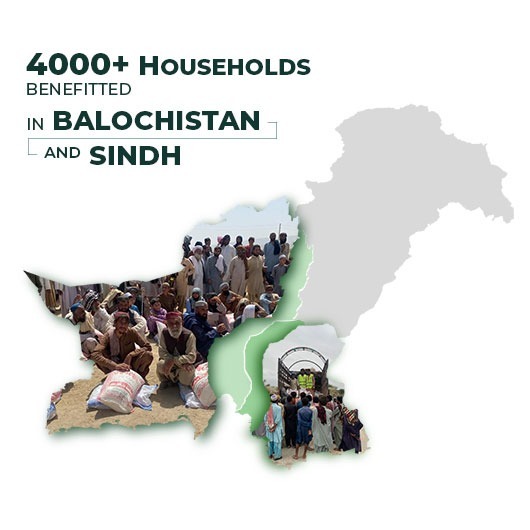 4000+ HOUSEHOLDS
BENEFITTED
IN BALOCHISTAN
AND SINDH